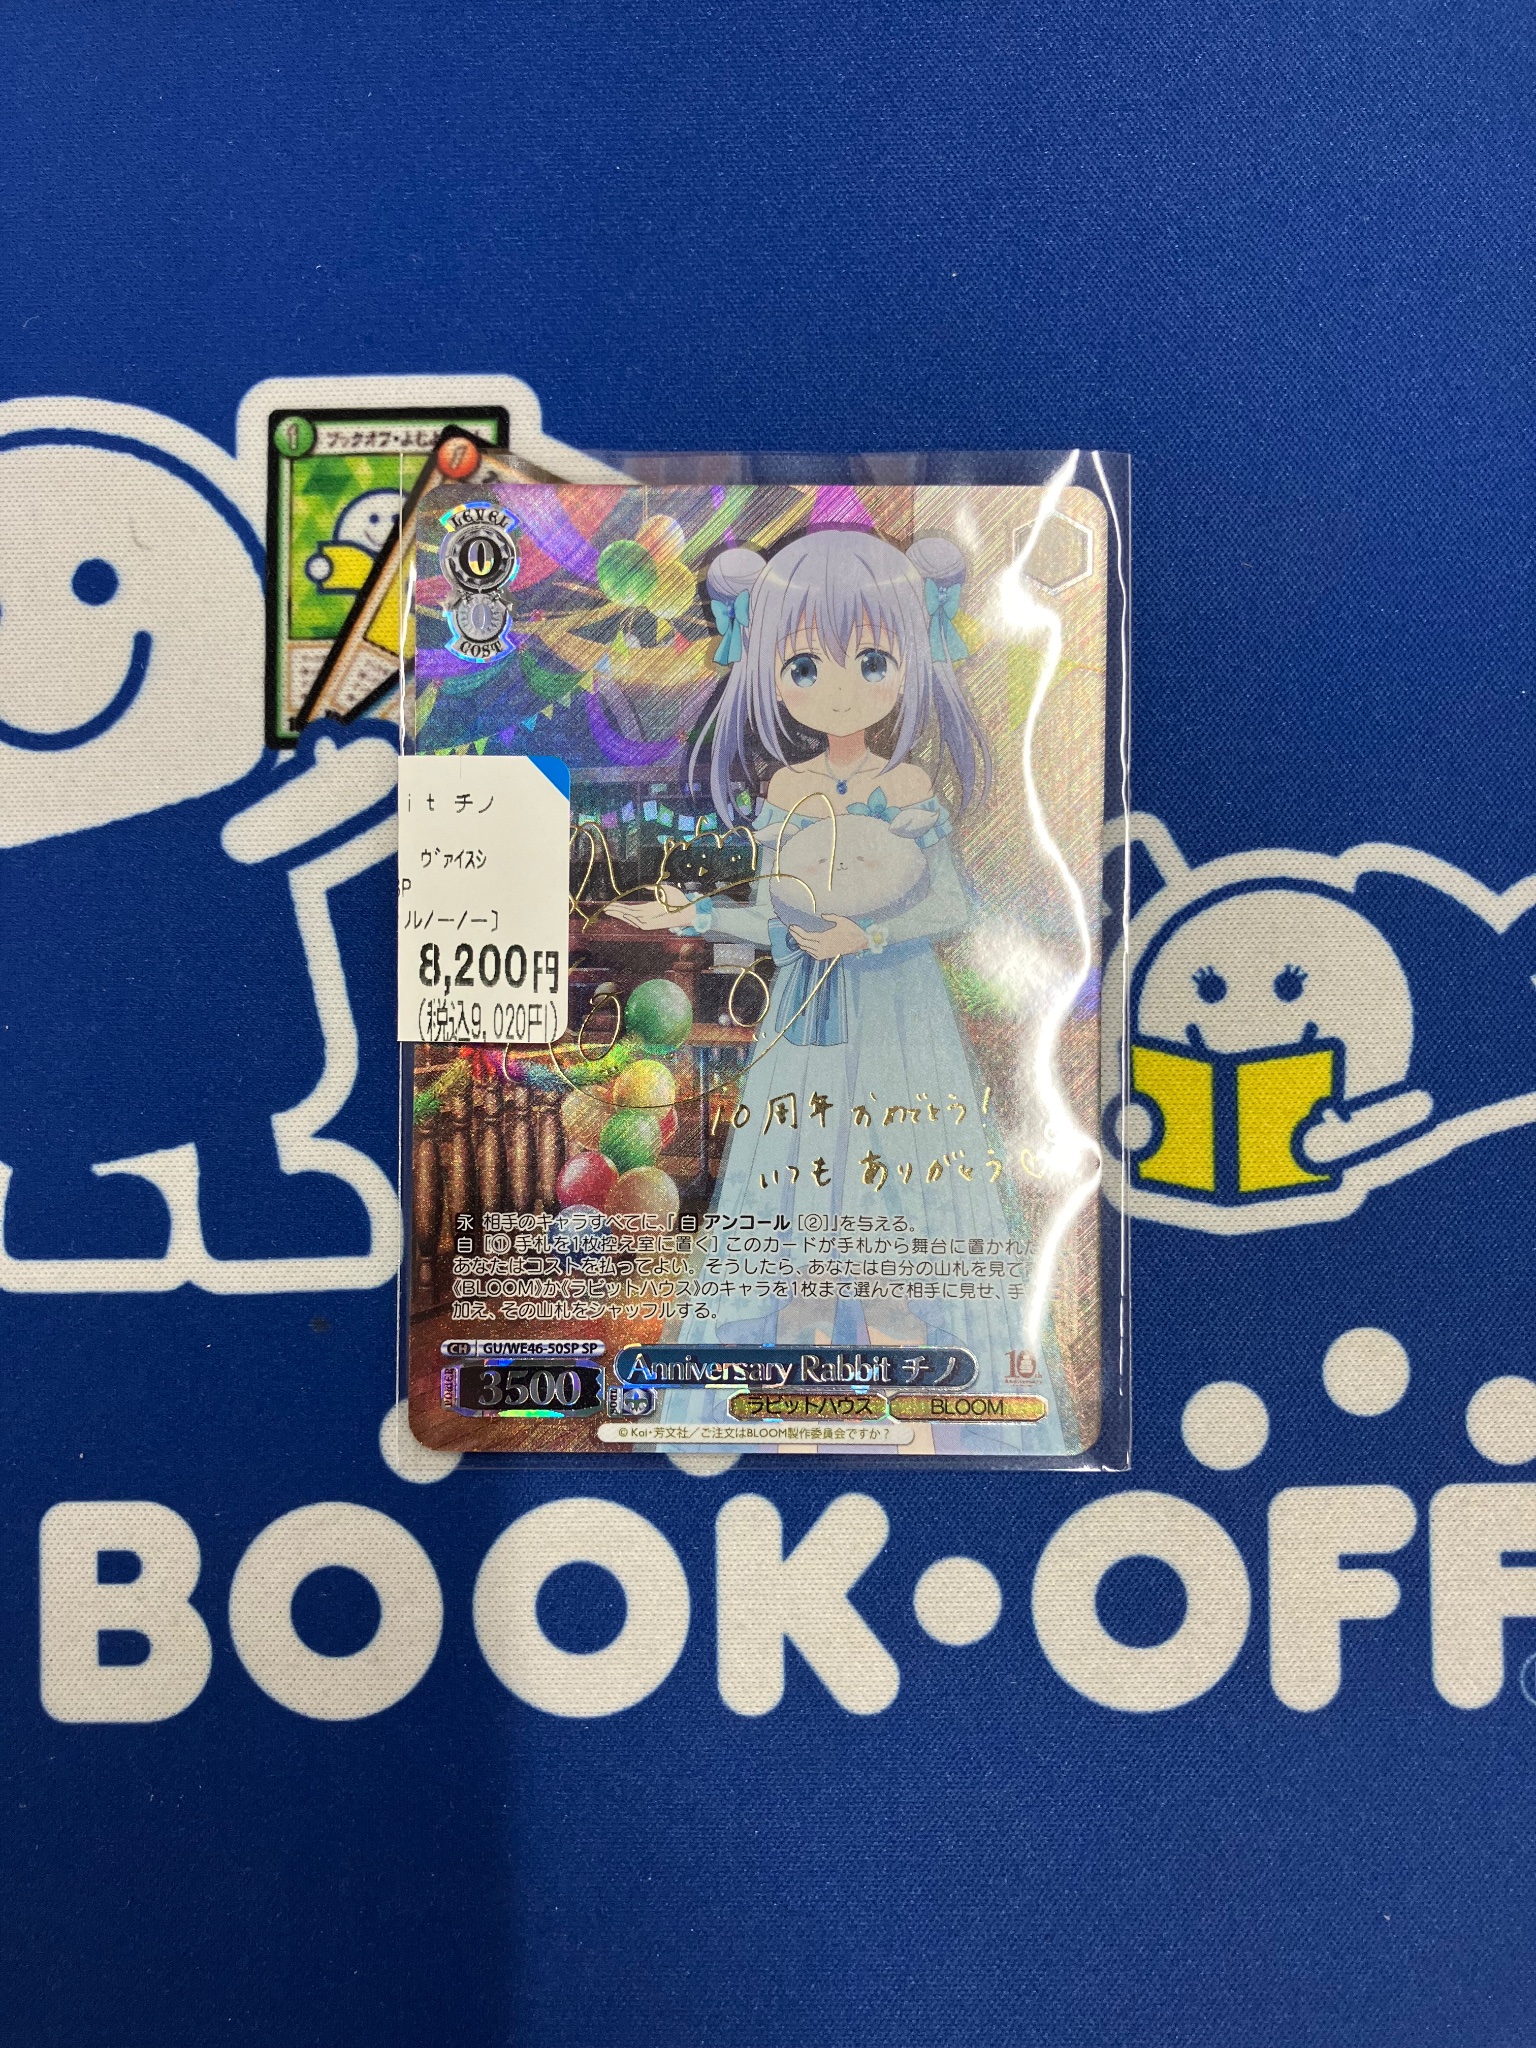 1 ブックオフ・よむよ
LEVEL
0
0
COST
it チノ
ヴァイスシ
SP
ルノーノー]
8,200円
(税込9,020円)
10周年 おめでとう!
いつも ありがとう♡
永 相手のキャラすべてに、「自 アンコール [②]」を与える。
自 [① 手札を1枚控え室に置く] このカードが手札から舞台に置かれた
あなたはコストを払ってよい。そうしたら、あなたは自分の山札を見て
《BLOOM》か《ラビットハウス》のキャラを1枚まで選んで相手に見せ、手
加え、その山札をシャッフルする。
CH GU/WE46-50SP SP
Anniversary Rabbit チノ
10th
Anniversary
POWER 3500 SOUL
ラビットハウス BLOOM
© Koi・芳文社/ご注文はBLOOM製作委員会ですか?
BOOK・OFF